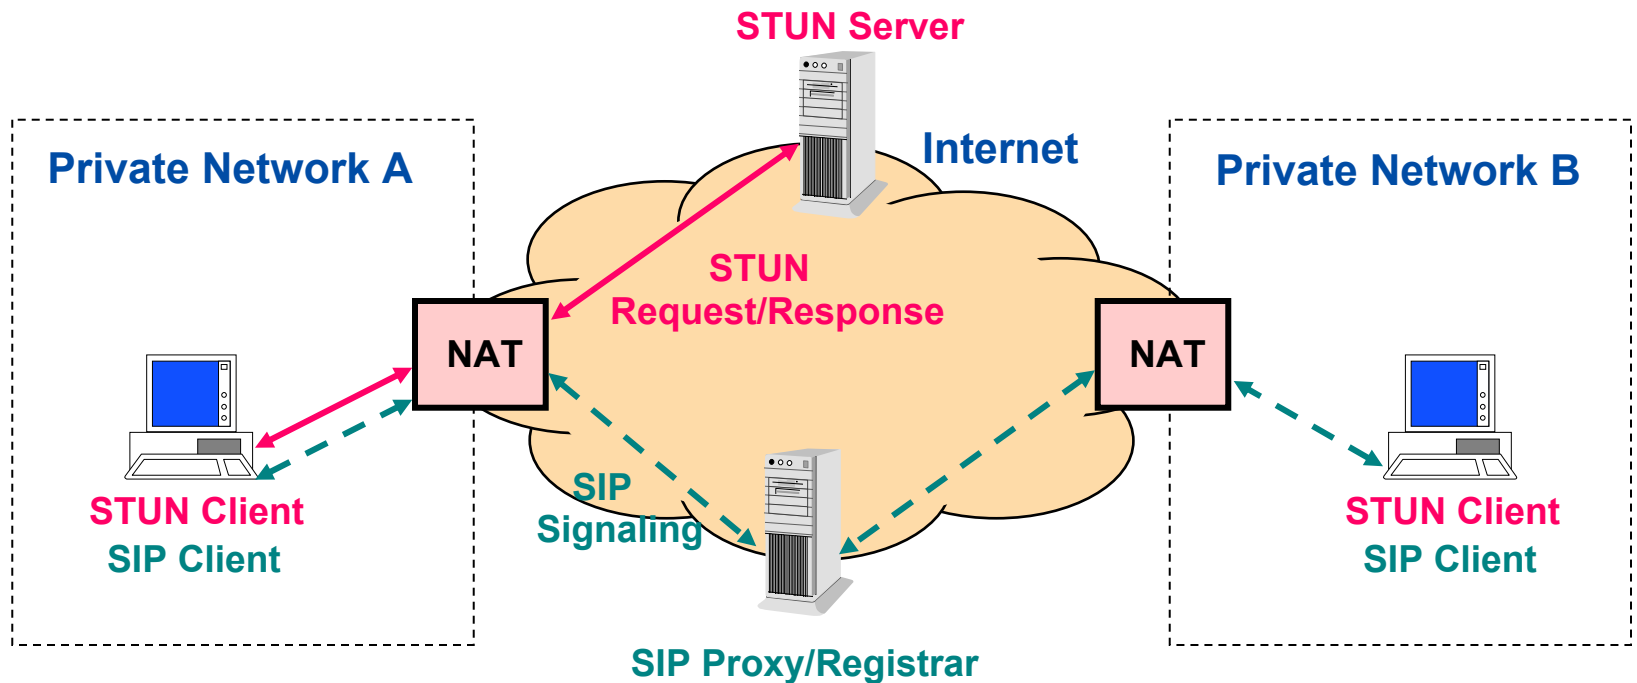 STUN Server
Internet
Private Network A
Private Network B
STUN
Request/Response
NAT
NAT
SIP
Signaling
STUN Client
SIP Client
STUN Client
SIP Client
SIP Proxy/Registrar